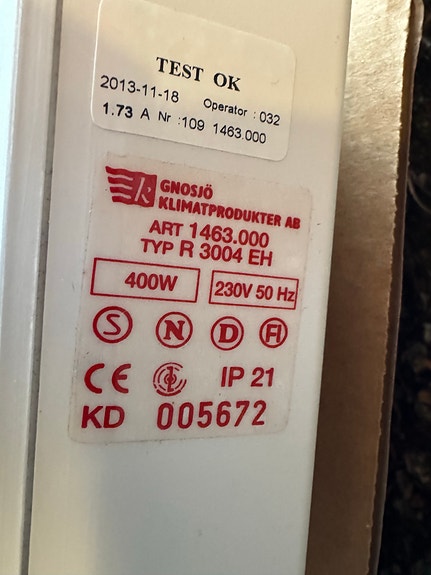 TEST OK
2013-11-18 Operator : 032
1.73 A Nr :109 1463.000
GNOSJÖ
KLIMATPRODUKTER AB
ART 1463.000
TYP R 3004 EH
400W 230V 50 Hz
S N D FI
CE IP 21
KD 005672